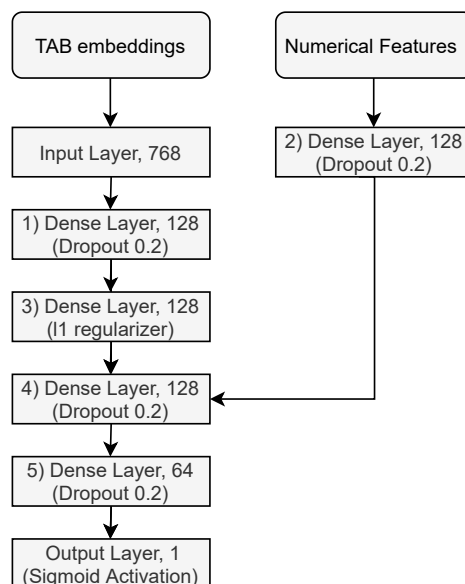 TAB embeddings
Numerical Features
Input Layer, 768
2) Dense Layer, 128
(Dropout 0.2)
1) Dense Layer, 128
(Dropout 0.2)
3) Dense Layer, 128
(l1 regularizer)
4) Dense Layer, 128
(Dropout 0.2)
5) Dense Layer, 64
(Dropout 0.2)
Output Layer, 1
(Sigmoid Activation)